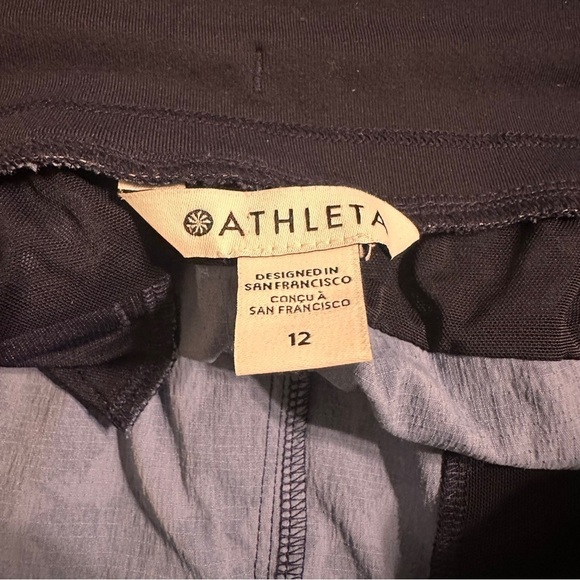 ATHLETA
DESIGNED IN
SAN FRANCISCO
CONÇU À
SAN FRANCISCO
12